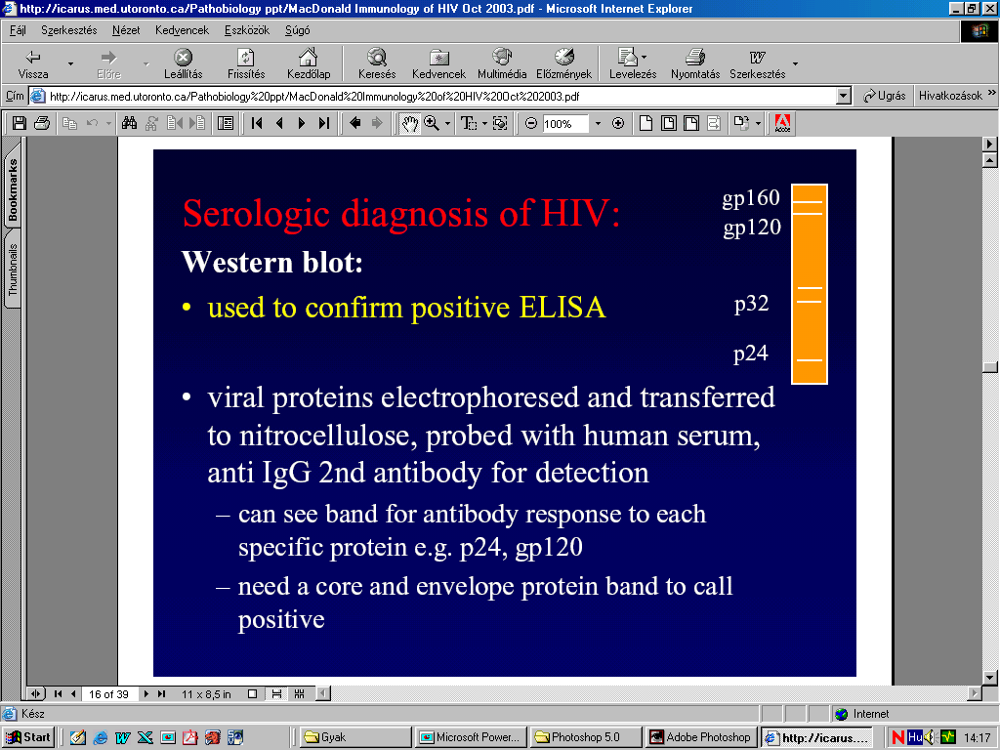 http://icarus.med.utoronto.ca/Pathobiology ppt/MacDonald Immunology of HIV Oct 2003.pdf - Microsoft Internet Explorer
Fájl Szerkesztés Nézet Kedvencek Eszközök Súgó
Vissza Előre Leállítás Frissítés Kezdőlap Keresés Kedvencek Multimédia Előzmények Levelezés Nyomtatás Szerkesztés
Cím http://icarus.med.utoronto.ca/Pathobiology%20ppt/MacDonald%20Immunology%20of%20HIV%20Oct%202003.pdf Ugrás Hivatkozások »
100% Adobe
Bookmarks
Thumbnails
Serologic diagnosis of HIV:
Western blot:
• used to confirm positive ELISA
gp160
gp120
p32
p24
• viral proteins electrophoresed and transferred
to nitrocellulose, probed with human serum,
anti IgG 2nd antibody for detection
– can see band for antibody response to each
specific protein e.g. p24, gp120
– need a core and envelope protein band to call
positive
16 of 39 11 x 8,5 in
Kész Internet
Start Gyak Microsoft Power... Photoshop 5.0 Adobe Photoshop http://icarus.... Hu 14:17